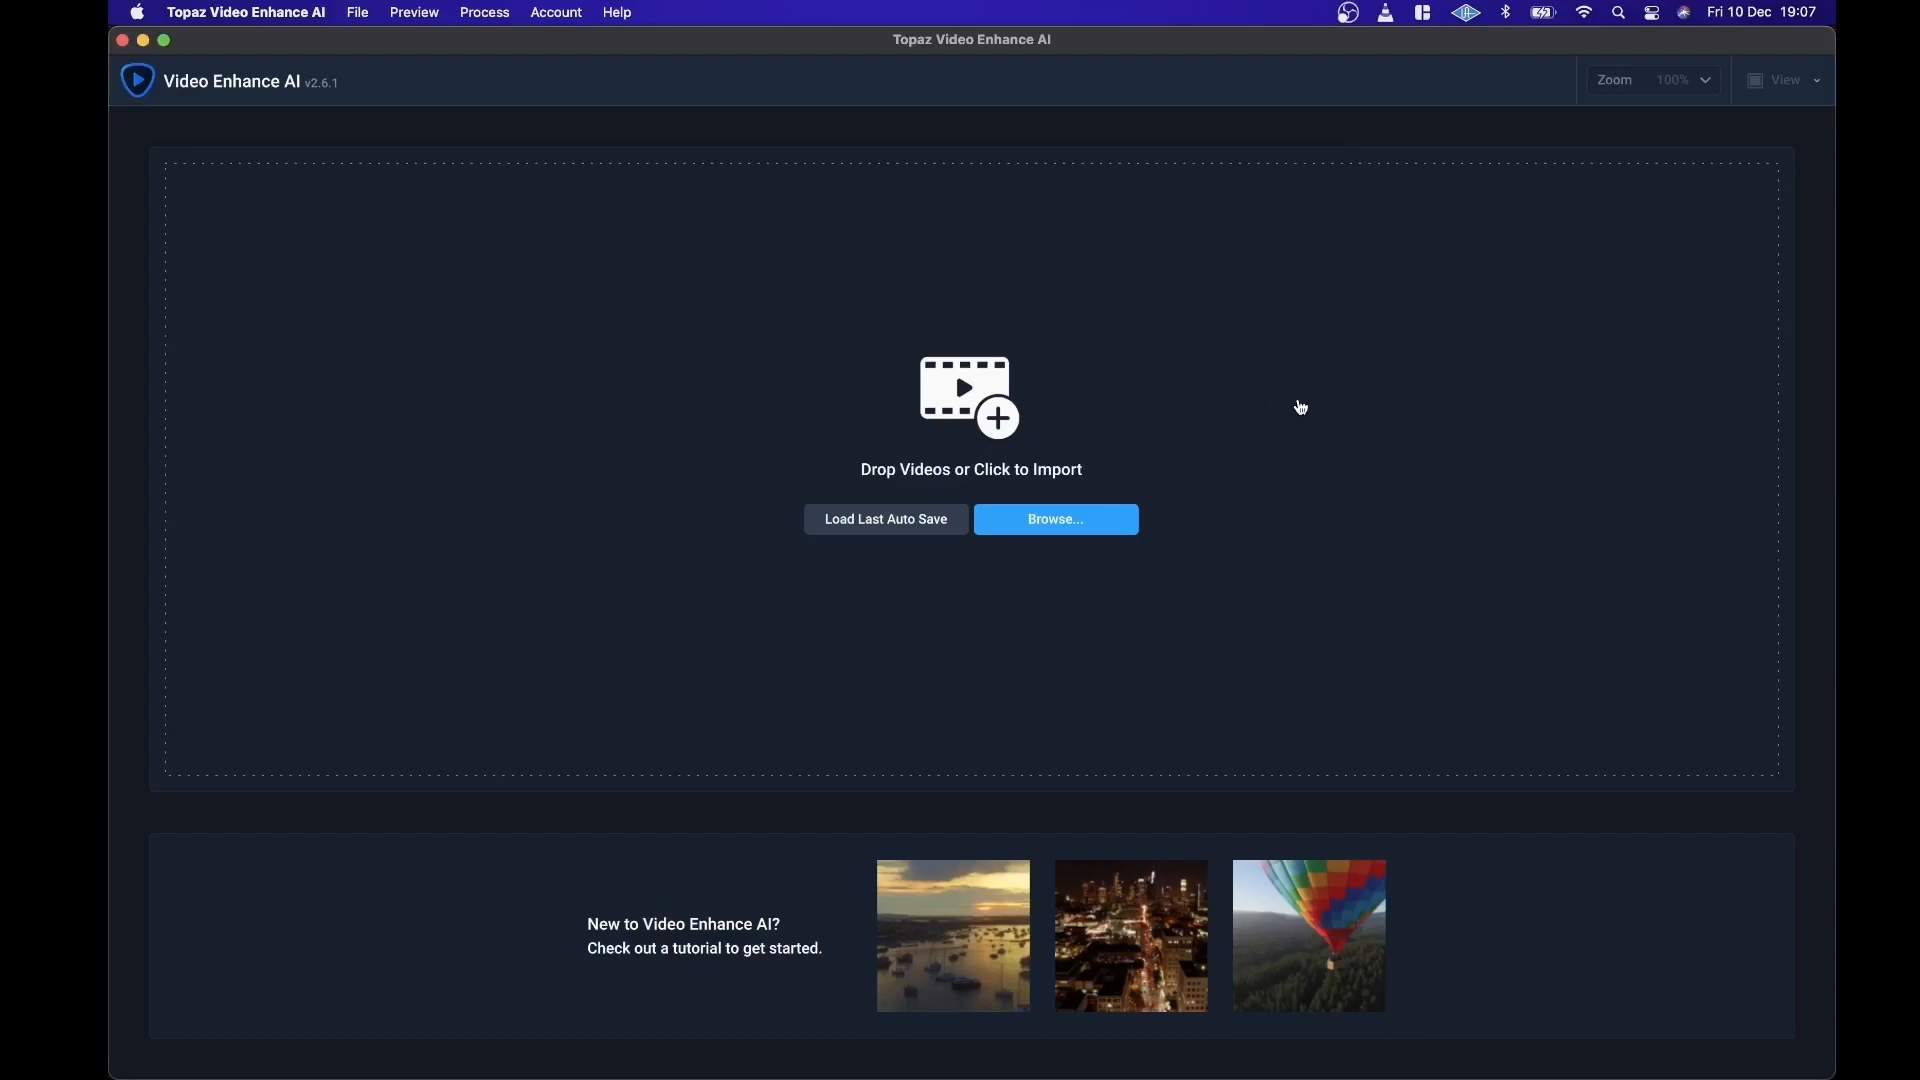 Topaz Video Enhance AI File Preview Process Account Help Fri 10 Dec 19:07
Topaz Video Enhance AI
Video Enhance AI v2.6.1 Zoom 100% View
Drop Videos or Click to Import
Load Last Auto Save Browse...
New to Video Enhance AI?
Check out a tutorial to get started.